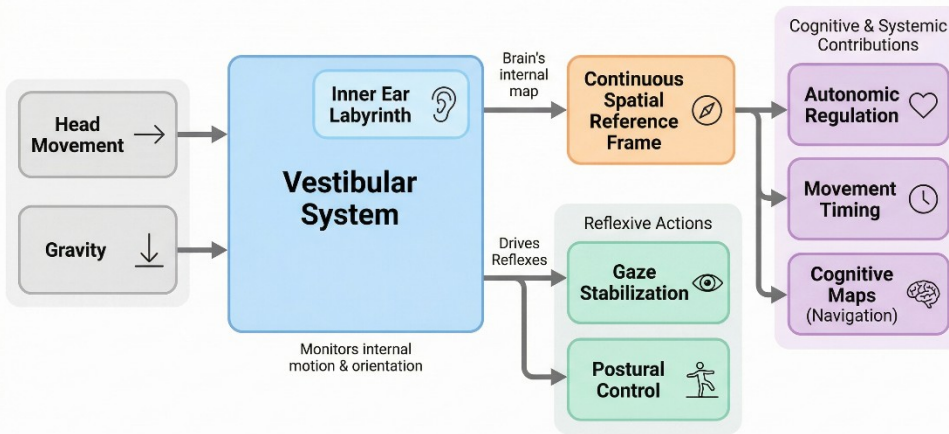 Head
Movement
Gravity
Inner Ear
Labyrinth
Vestibular
System
Monitors internal
motion & orientation
Brain's
internal
map
Continuous
Spatial
Reference
Frame
Drives
Reflexes
Reflexive Actions
Gaze
Stabilization
Postural
Control
Cognitive & Systemic
Contributions
Autonomic
Regulation
Movement
Timing
Cognitive
Maps
(Navigation)